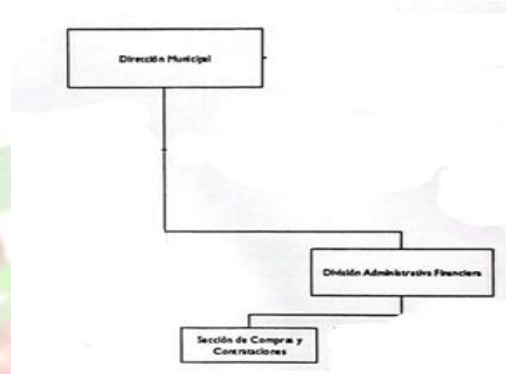 Dirección Municipal
División Administrativa Financiera
Sección de Compras y
Contrataciones